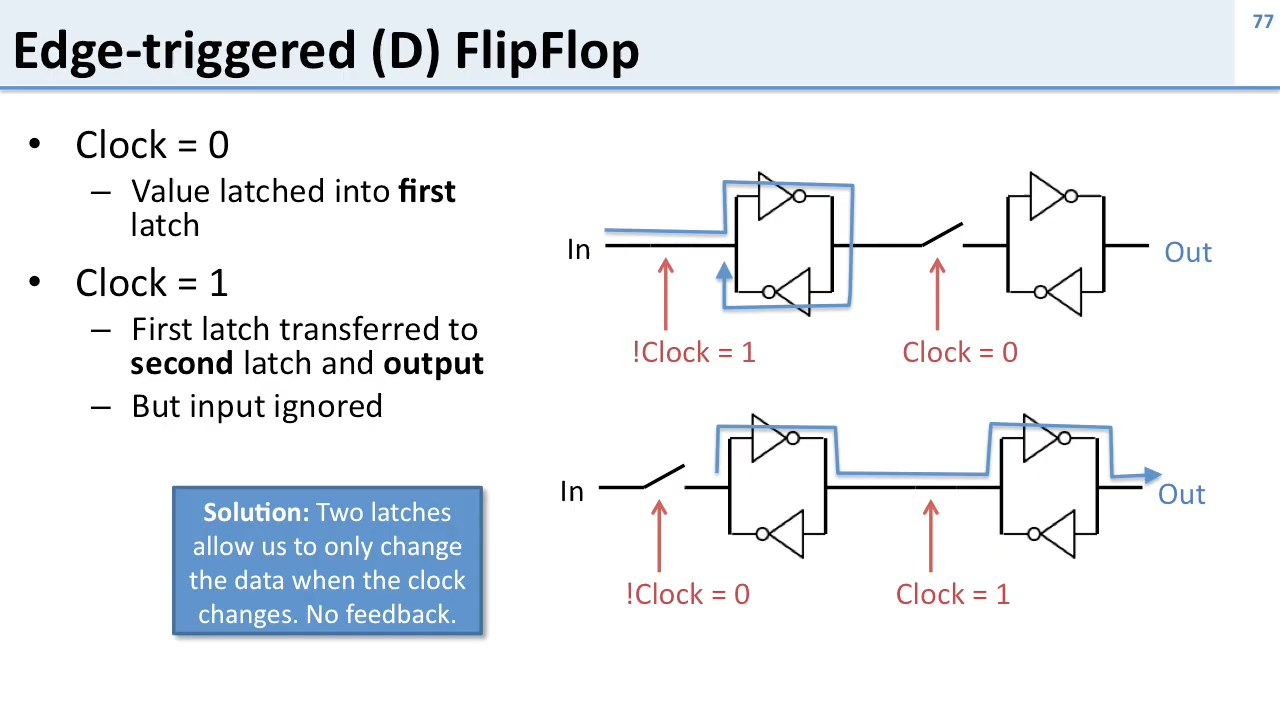 77
Edge-triggered (D) FlipFlop
• Clock = 0
– Value latched into first
latch
• Clock = 1
– First latch transferred to
second latch and output
– But input ignored
Solution: Two latches
allow us to only change
the data when the clock
changes. No feedback.
In
Out
!Clock = 1
Clock = 0
In
Out
!Clock = 0
Clock = 1